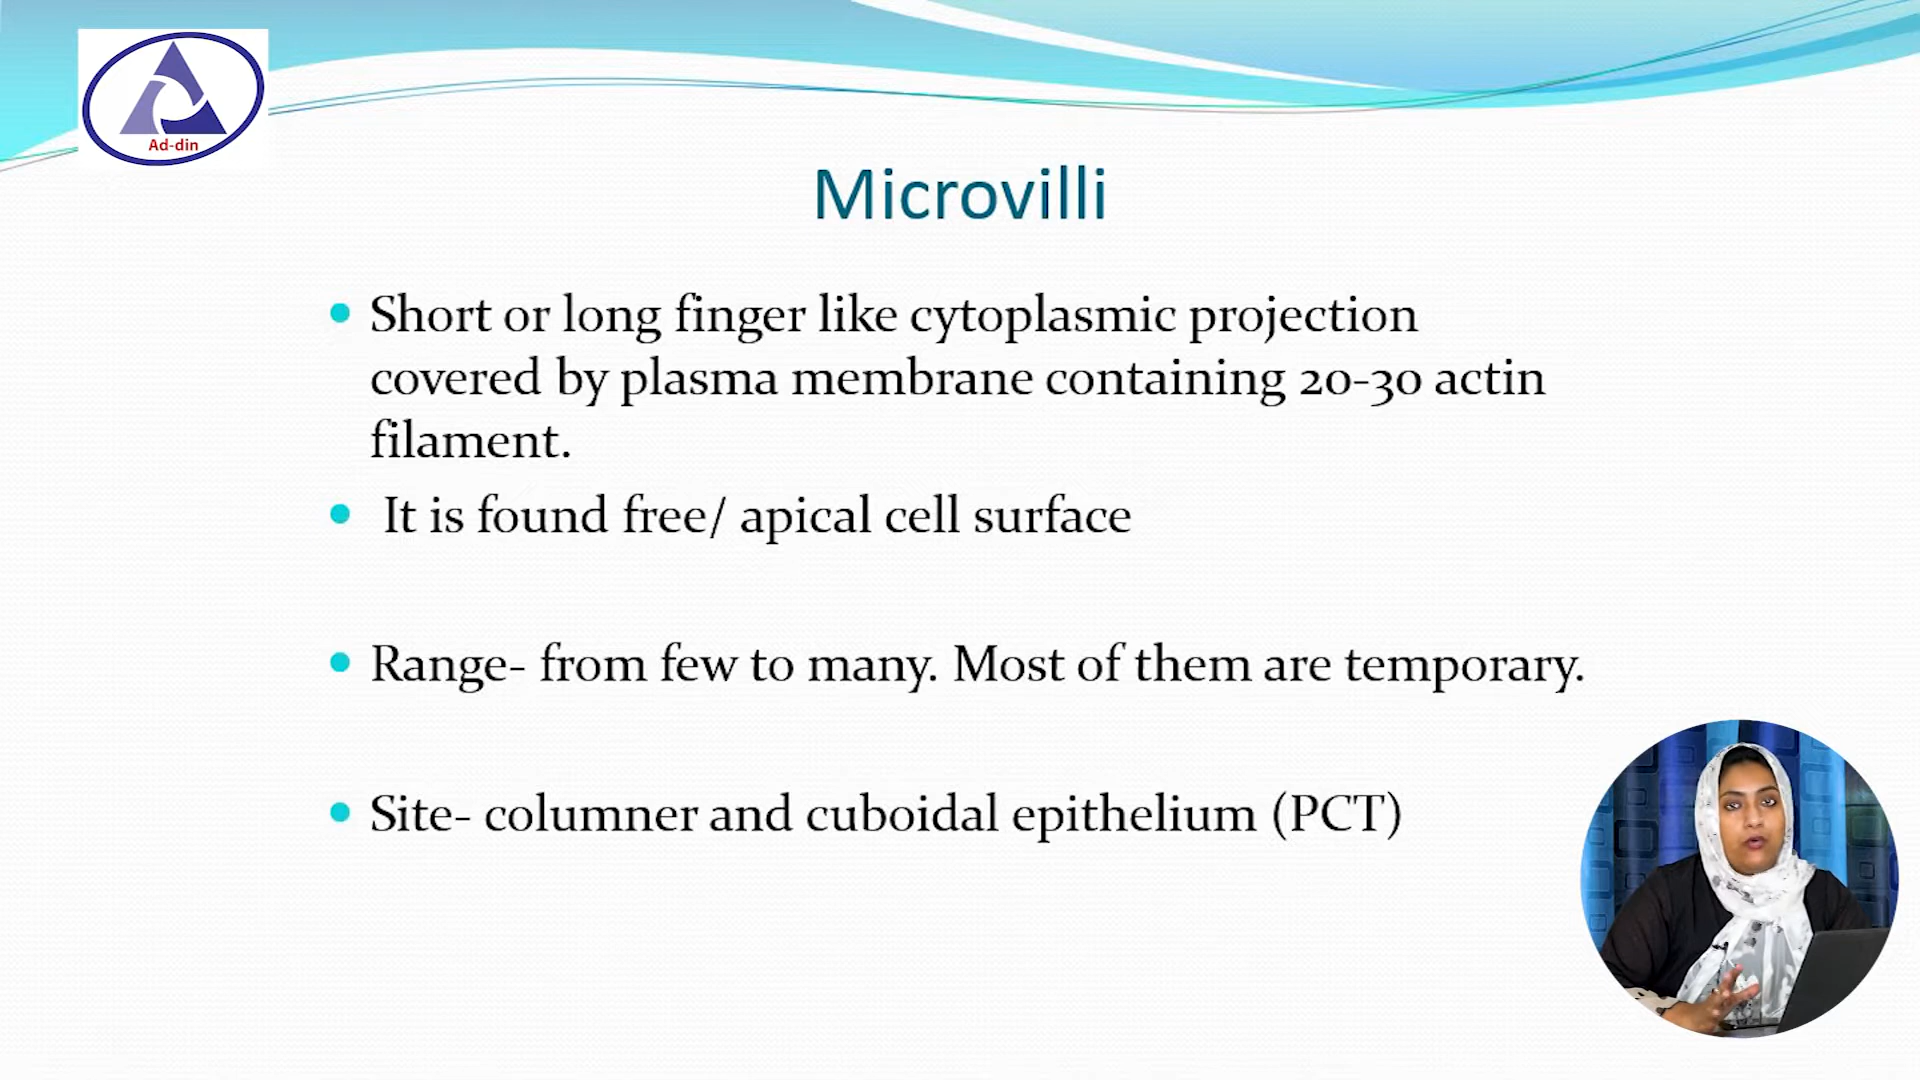 Ad-din
Microvilli
Short or long finger like cytoplasmic projection
covered by plasma membrane containing 20-30 actin
filament.
It is found free/ apical cell surface
Range- from few to many. Most of them are temporary.
Site- columner and cuboidal epithelium (PCT)